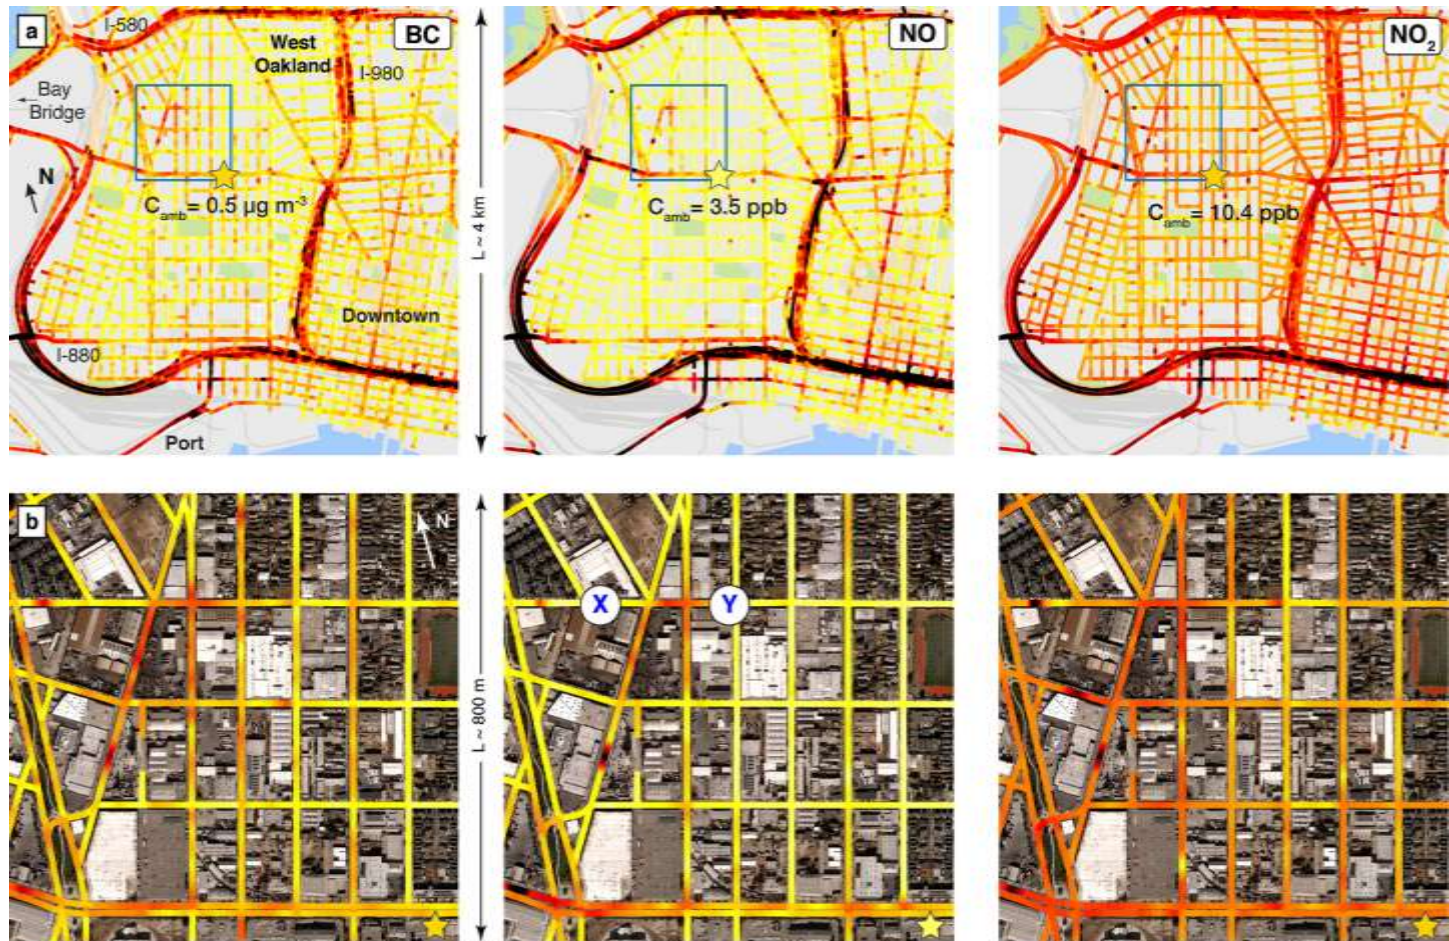 a
I-580
West
Oakland
BC
I-980
Bay
Bridge
N
C_amb = 0.5 µg m⁻³
Downtown
I-880
Port
L ~ 4 km
NO
C_amb = 3.5 ppb
NO₂
C_amb = 10.4 ppb
b
N
L ~ 800 m
X
Y